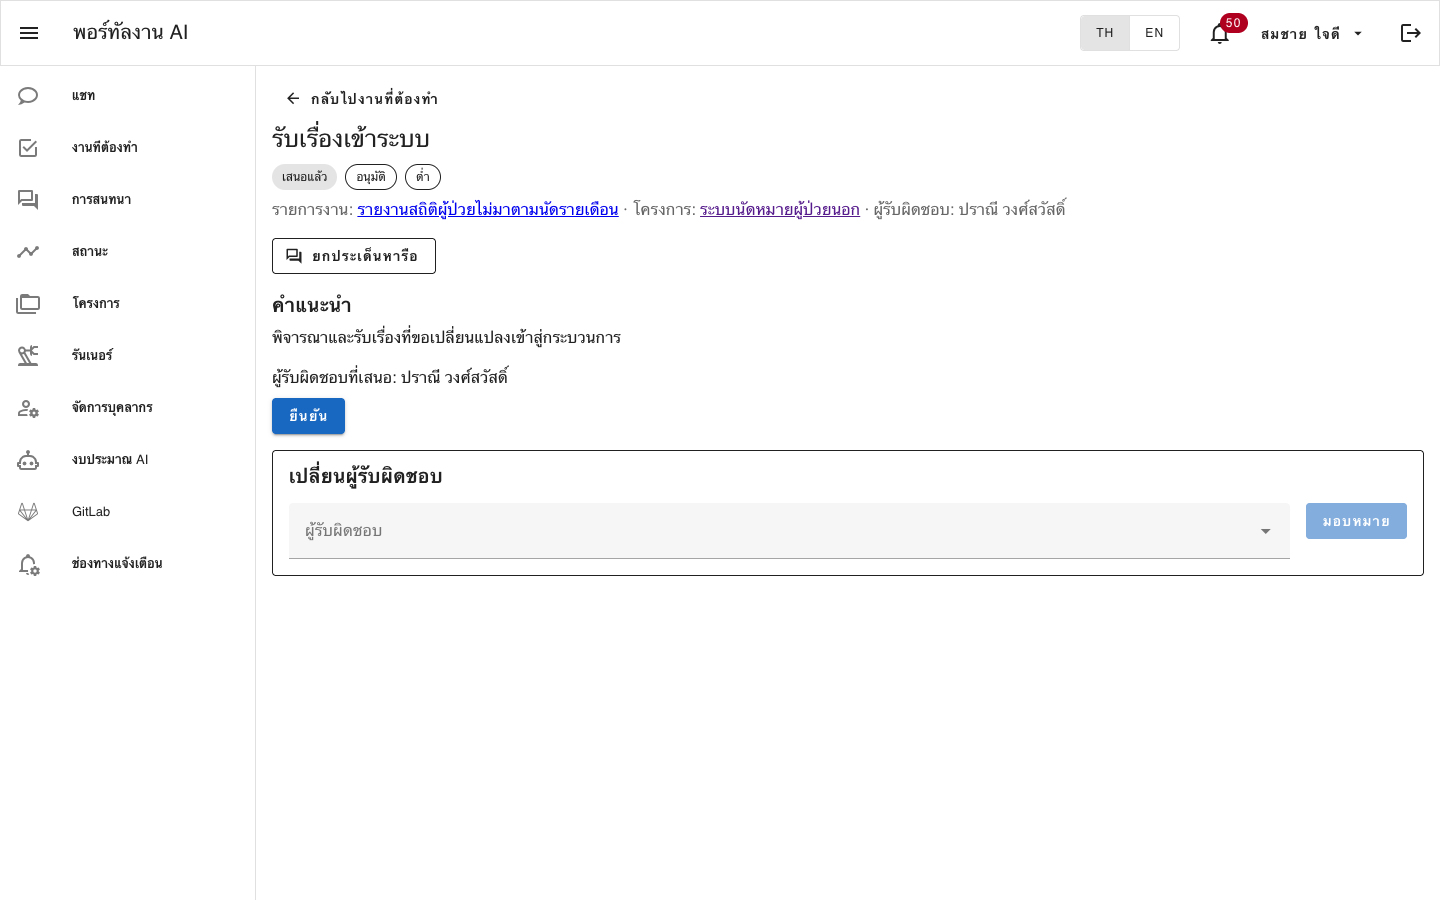 พอร์ทัลงาน AI
TH EN
50
สมชาย ใจดี
แชท
งานที่ต้องทำ
การสนทนา
สถานะ
โครงการ
รันเนอร์
จัดการบุคลากร
งบประมาณ AI
GitLab
ช่องทางแจ้งเตือน
กลับไปงานที่ต้องทำ
รับเรื่องเข้าระบบ
เสนอแล้ว อนุมัติ ต่ำ
รายการงาน: รายงานสถิติผู้ป่วยไม่มาตามนัดรายเดือน · โครงการ: ระบบนัดหมายผู้ป่วยนอก · ผู้รับผิดชอบ: ปราณี วงศ์สวัสดิ์
ยกประเด็นหารือ
คำแนะนำ
พิจารณาและรับเรื่องที่ขอเปลี่ยนแปลงเข้าสู่กระบวนการ
ผู้รับผิดชอบที่เสนอ: ปราณี วงศ์สวัสดิ์
ยืนยัน
เปลี่ยนผู้รับผิดชอบ
ผู้รับผิดชอบ
มอบหมาย